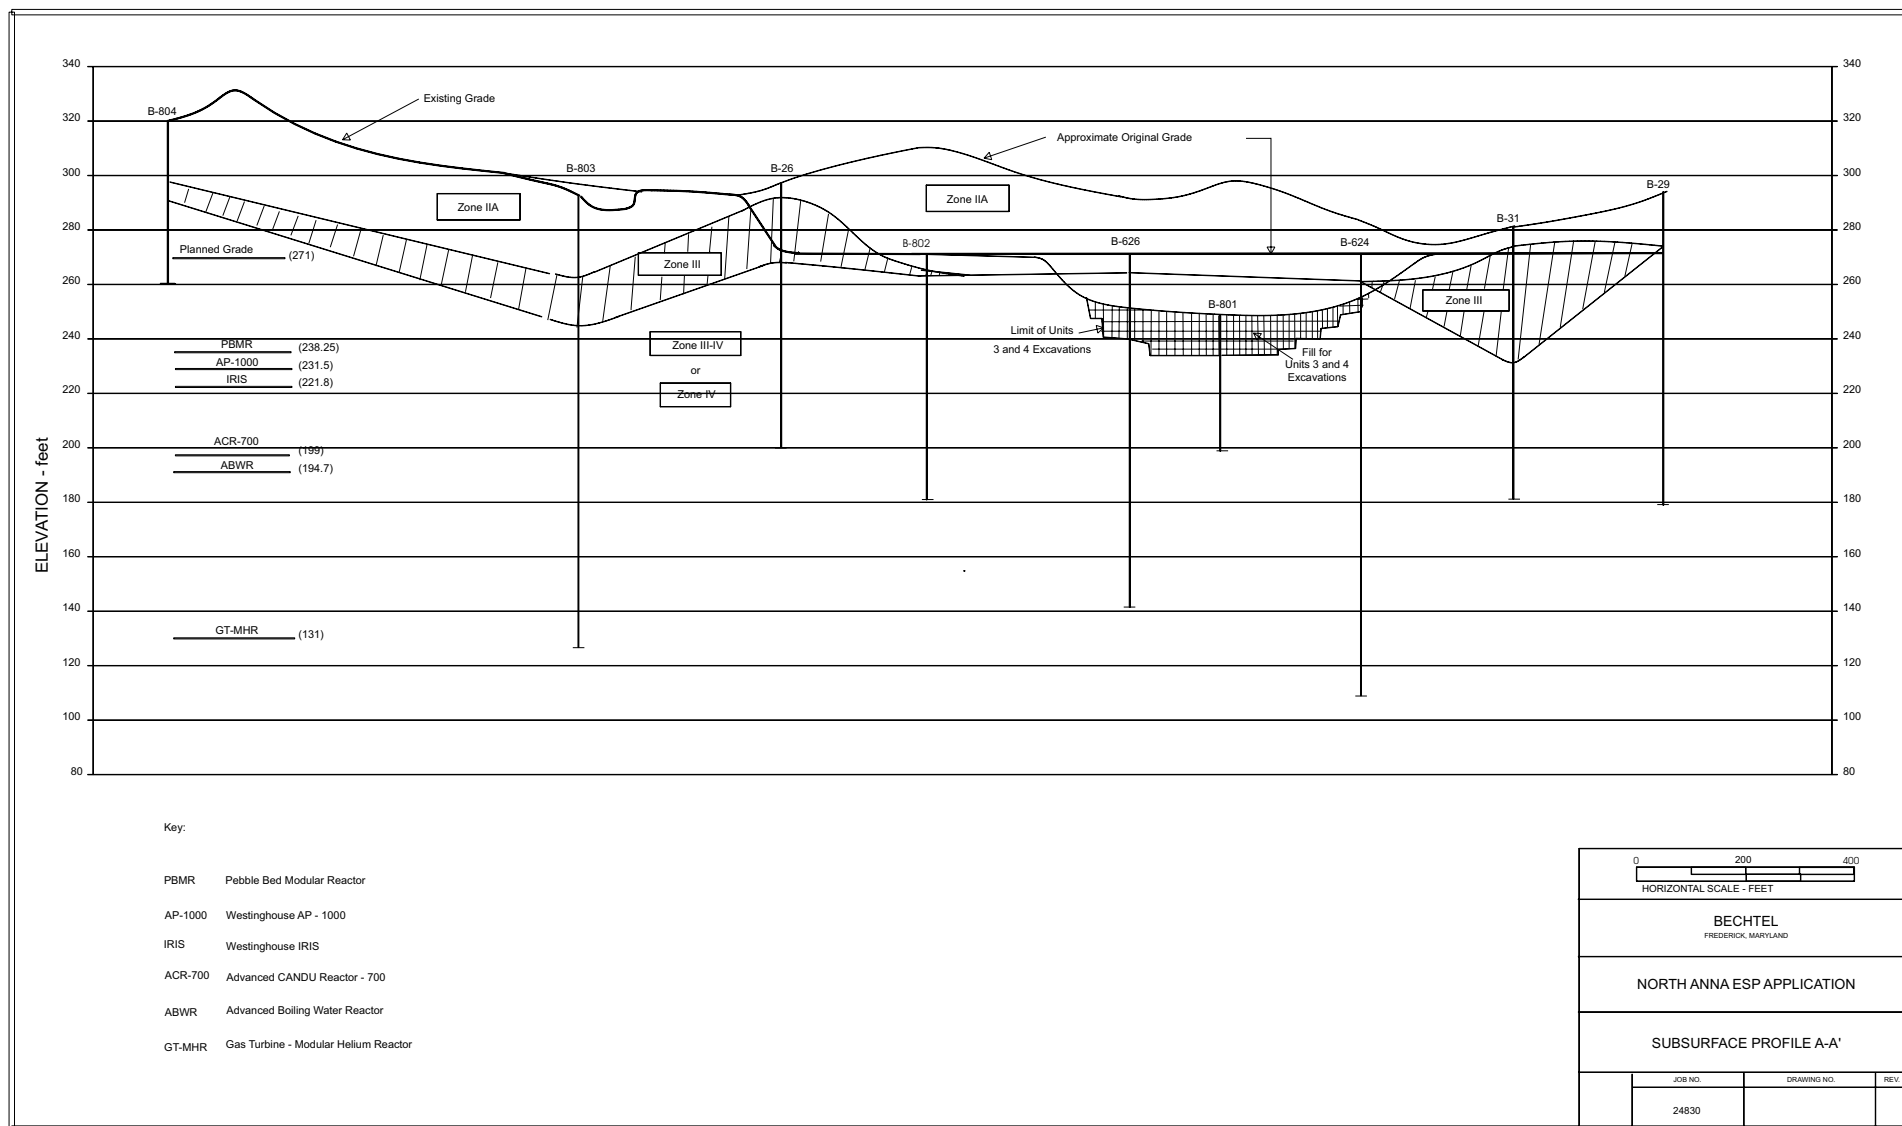 340
340
B-804
Existing Grade
320
320
Approximate Original Grade
B-803
B-26
300
300
B-29
Zone IIA
Zone IIA
B-31
280
280
B-802
B-626
B-624
Planned Grade
(271)
Zone III
260
260
Zone III
B-801
Limit of Units
3 and 4 Excavations
240
240
PBMR
(238.25)
Zone III-IV
Fill for
Units 3 and 4
Excavations
AP-1000
(231.5)
or
IRIS
(221.8)
220
220
Zone IV
ACR-700
200
200
(199)
ABWR
(194.7)
180
180
ELEVATION - feet
160
160
140
140
GT-MHR
(131)
120
120
100
100
80
80
Key:
PBMR Pebble Bed Modular Reactor
AP-1000 Westinghouse AP - 1000
IRIS Westinghouse IRIS
ACR-700 Advanced CANDU Reactor - 700
ABWR Advanced Boiling Water Reactor
GT-MHR Gas Turbine - Modular Helium Reactor
0 200 400
HORIZONTAL SCALE - FEET
BECHTEL
FREDERICK, MARYLAND
NORTH ANNA ESP APPLICATION
SUBSURFACE PROFILE A-A'
JOB NO. DRAWING NO. REV.
24830